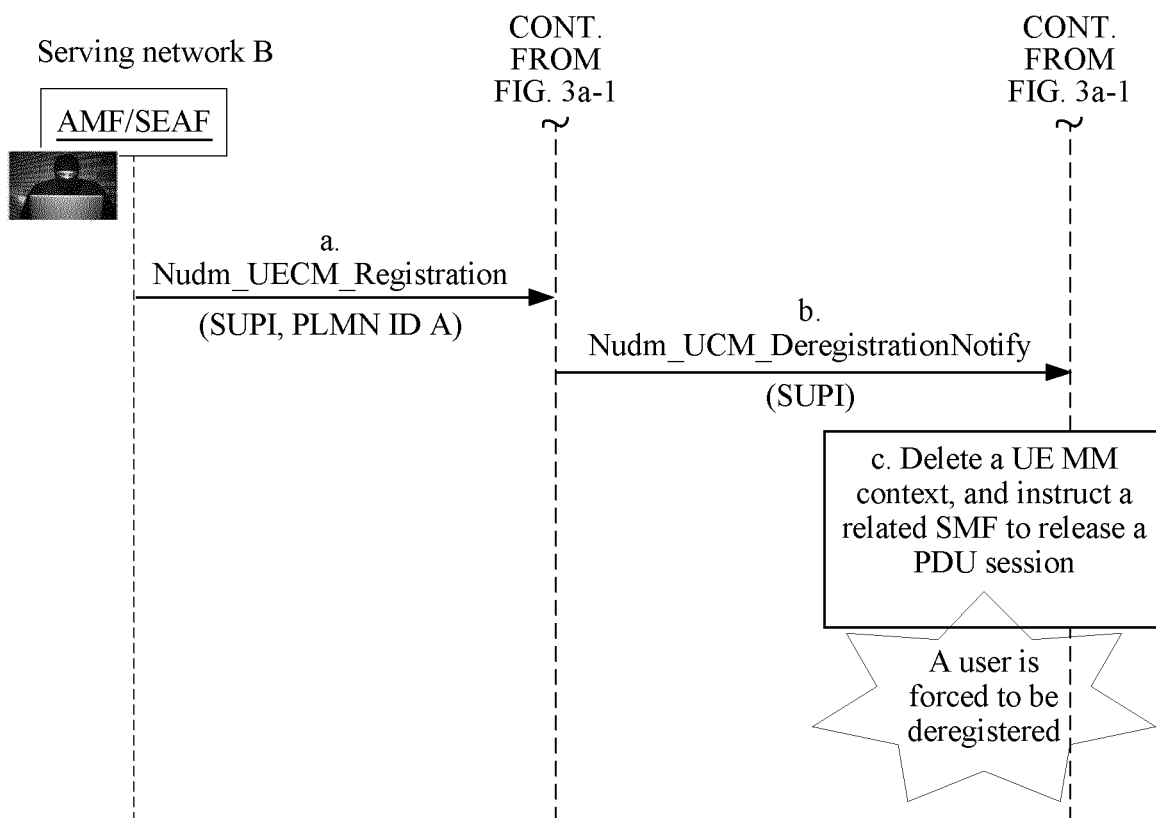 Serving network B
AMF/SEAF
CONT.
FROM
FIG. 3a-1
CONT.
FROM
FIG. 3a-1
a.
Nudm_UECM_Registration
(SUPI, PLMN ID A)
b.
Nudm_UCM_DeregistrationNotify
(SUPI)
c. Delete a UE MM
context, and instruct a
related SMF to release a
PDU session
A user is
forced to be
deregistered